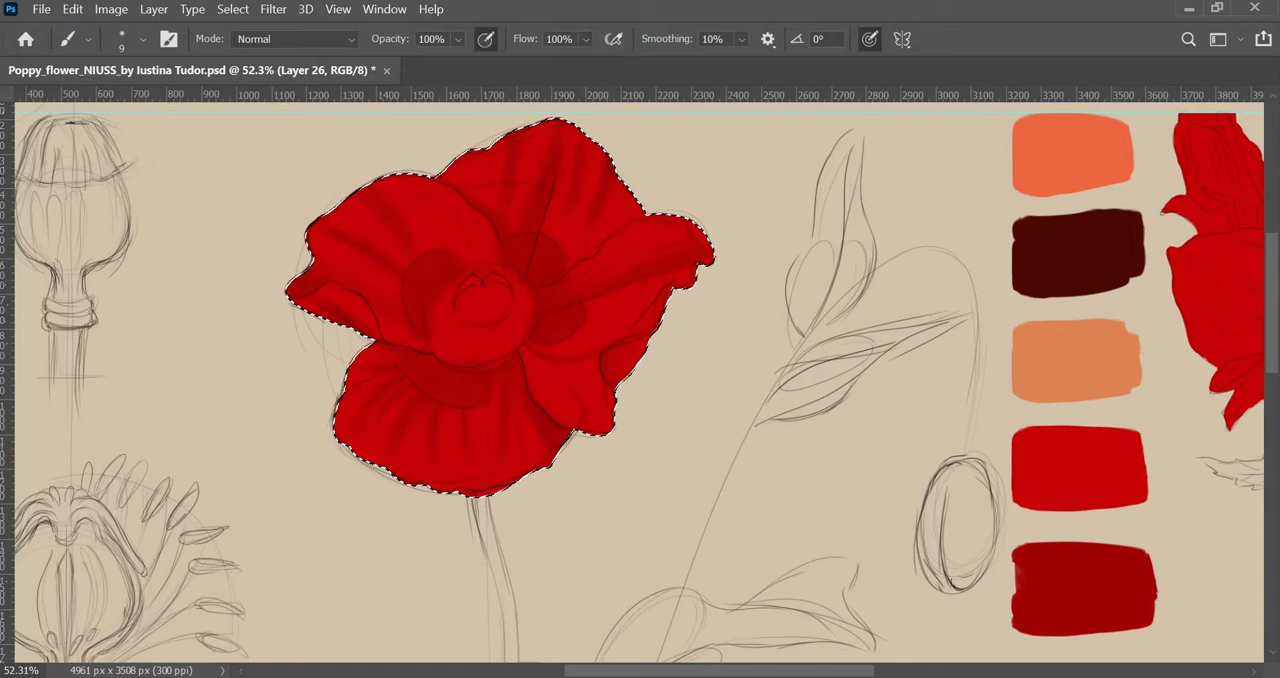 Ps File Edit Image Layer Type Select Filter 3D View Window Help
9 Mode: Normal Opacity: 100% Flow: 100% Smoothing: 10% 0°
Poppy_flower_NIUSS_by Iustina Tudor.psd @ 52.3% (Layer 26, RGB/8) * ×
400 500 600 700 800 900 1000 1100 1200 1300 1400 1500 1600 1700 1800 1900 2000 2100 2200 2300 2400 2500 2600 2700 2800 2900 3000 3100 3200 3300 3400 3500 3600 3700 3800 39
52.31% 4961 px x 3508 px (300 ppi)